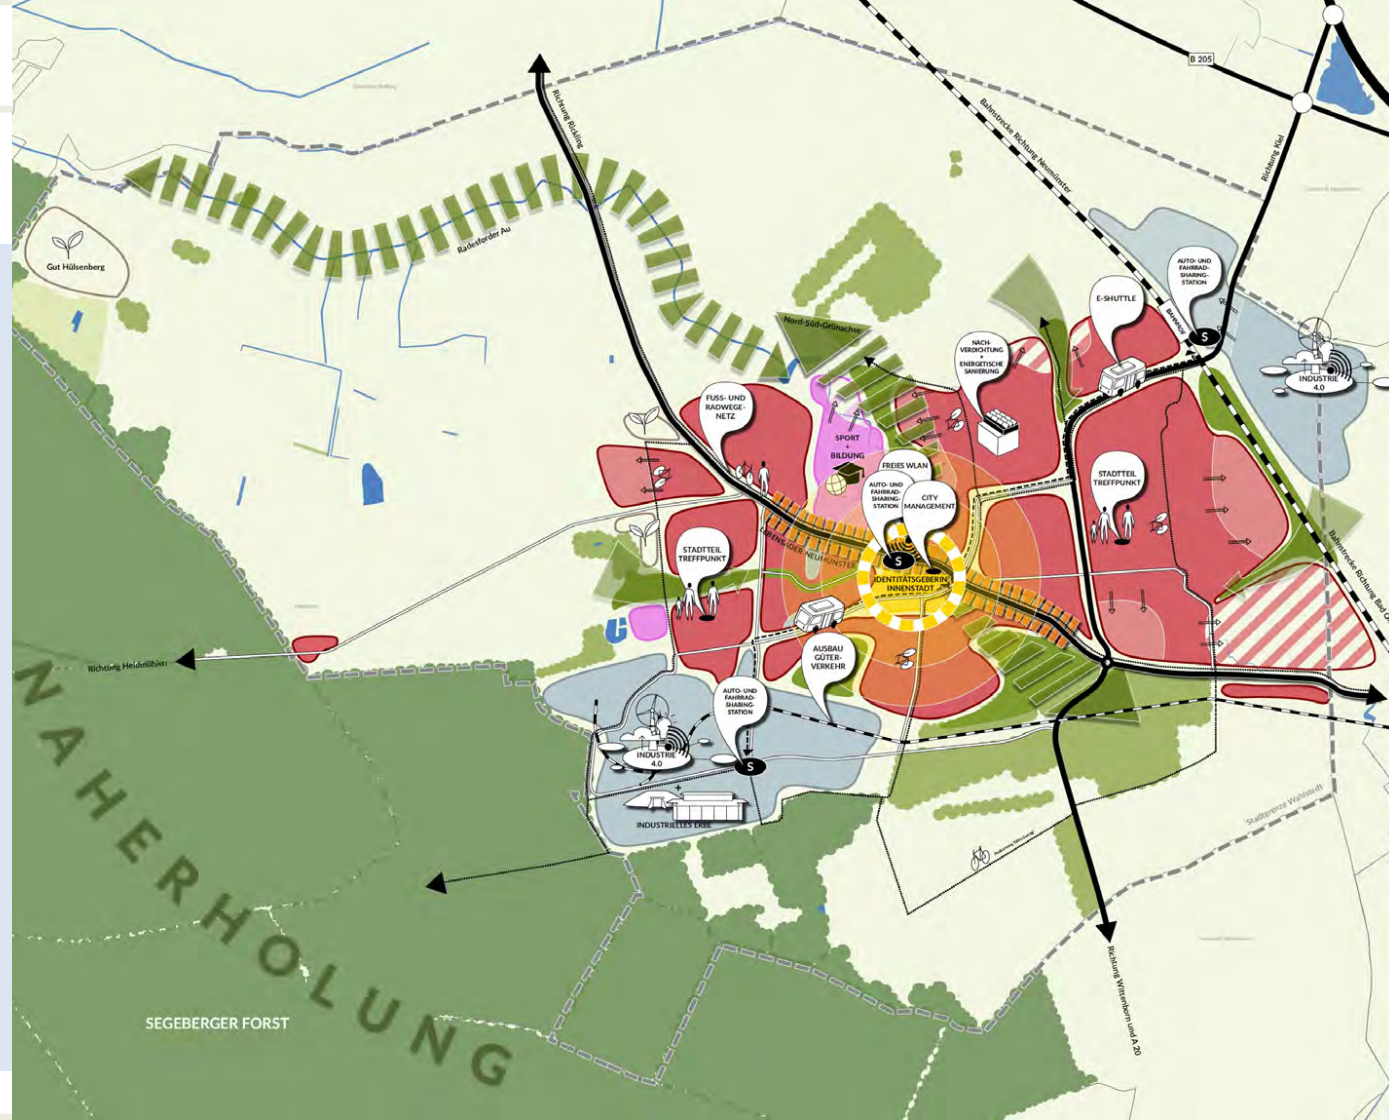 B 205
Richtung Rickling
Bahnstrecke Richtung Neumünster
Richtung Kiel
Radesforder Au
Gut Hülsenberg
AUTO- UND
FAHRRAD-
SHARING-
STATION
E-SHUTTLE
BAHNHOF
S
Nord-Süd-Grünachse
NACH-
VERDICHTUNG
+
ENERGETISCHE
SANIERUNG
INDUSTRIE
4.0
FUSS- UND
RADWEGE-
NETZ
SPORT
+
BILDUNG
FREIES WLAN
AUTO- UND
FAHRRAD-
SHARING-
STATION
CITY
MANAGEMENT
STADTTEIL
TREFFPUNKT
STADTTEIL
TREFFPUNKT
S
IDENTITÄTSGEBERIN
INNENSTADT
AUSBAU
GÜTER-
VERKEHR
Richtung Heidmühlen
AUTO- UND
FAHRRAD-
SHARING-
STATION
INDUSTRIE
4.0
S
+
INDUSTRIELLES ERBE
Stadtgrenze Wahlstedt
Richtung Wittenborn und A 20
NAHERHOLUNG
SEGEBERGER FORST